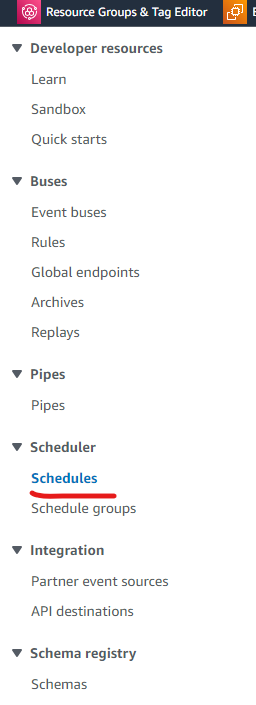 Resource Groups & Tag Editor
Developer resources
Learn
Sandbox
Quick starts
Buses
Event buses
Rules
Global endpoints
Archives
Replays
Pipes
Pipes
Scheduler
Schedules
Schedule groups
Integration
Partner event sources
API destinations
Schema registry
Schemas